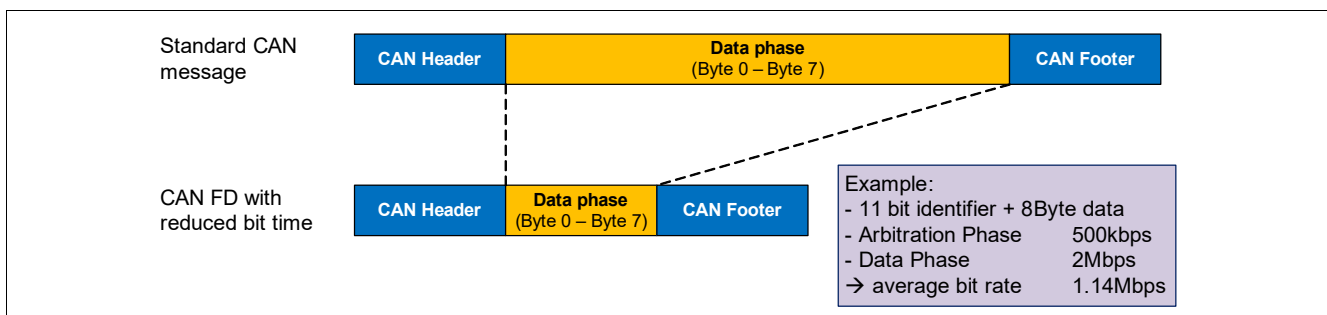 Standard CAN
message
CAN Header
Data phase
(Byte 0 – Byte 7)
CAN Footer
CAN FD with
reduced bit time
CAN Header
Data phase
(Byte 0 – Byte 7)
CAN Footer
Example:
- 11 bit identifier + 8Byte data
- Arbitration Phase 500kbps
- Data Phase 2Mbps
→ average bit rate 1.14Mbps